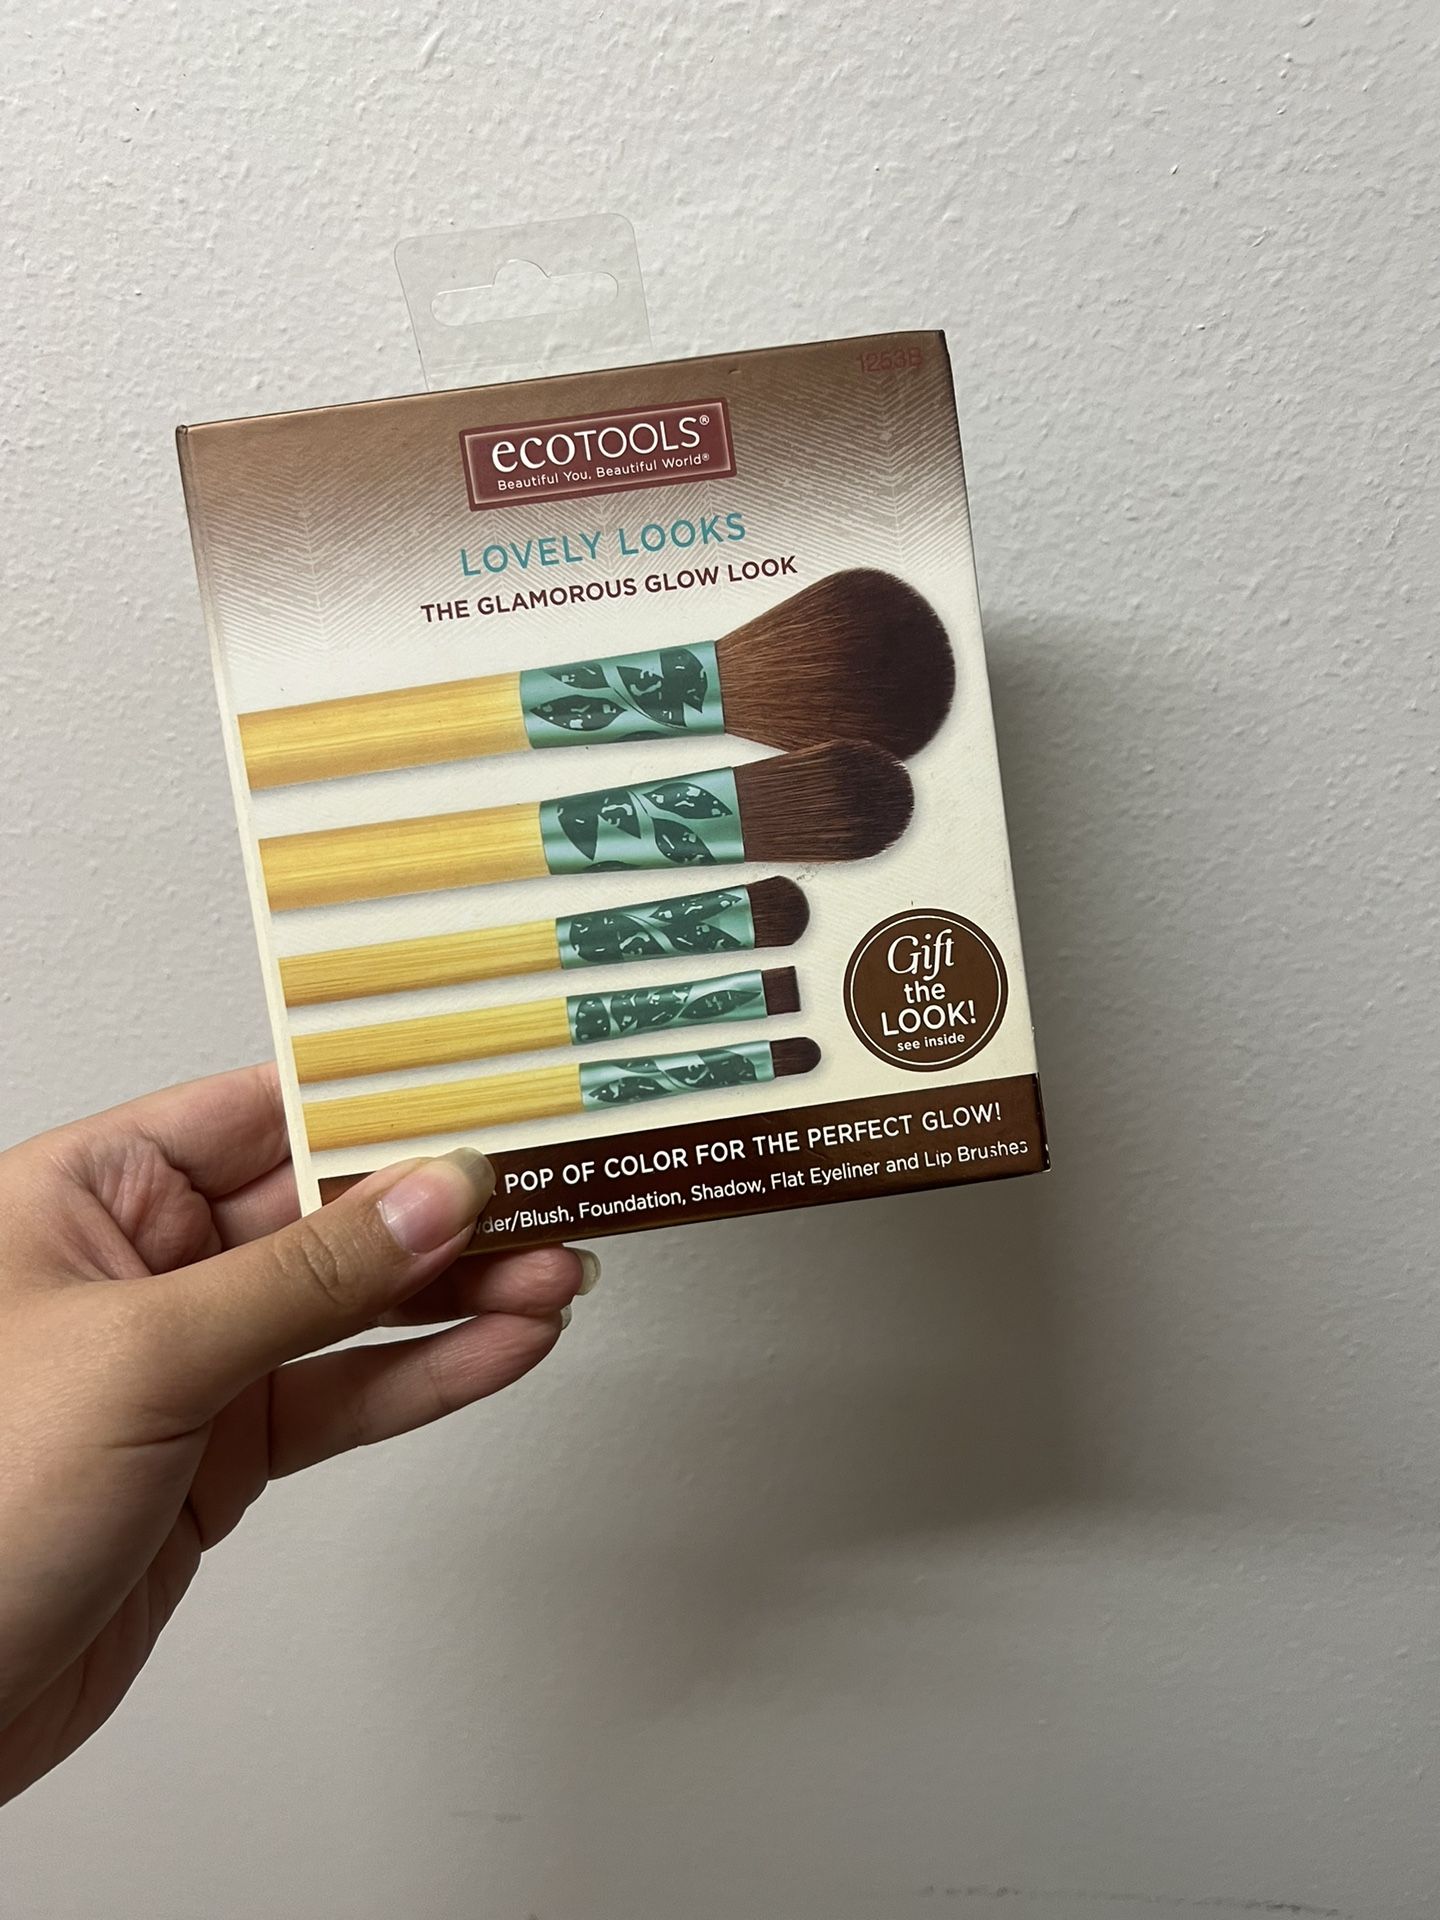 1253B
ecoTOOLS®
Beautiful You, Beautiful World®
LOVELY LOOKS
THE GLAMOROUS GLOW LOOK
Gift
the
LOOK!
see inside
POP OF COLOR FOR THE PERFECT GLOW!
/Blush, Foundation, Shadow, Flat Eyeliner and Lip Brushes